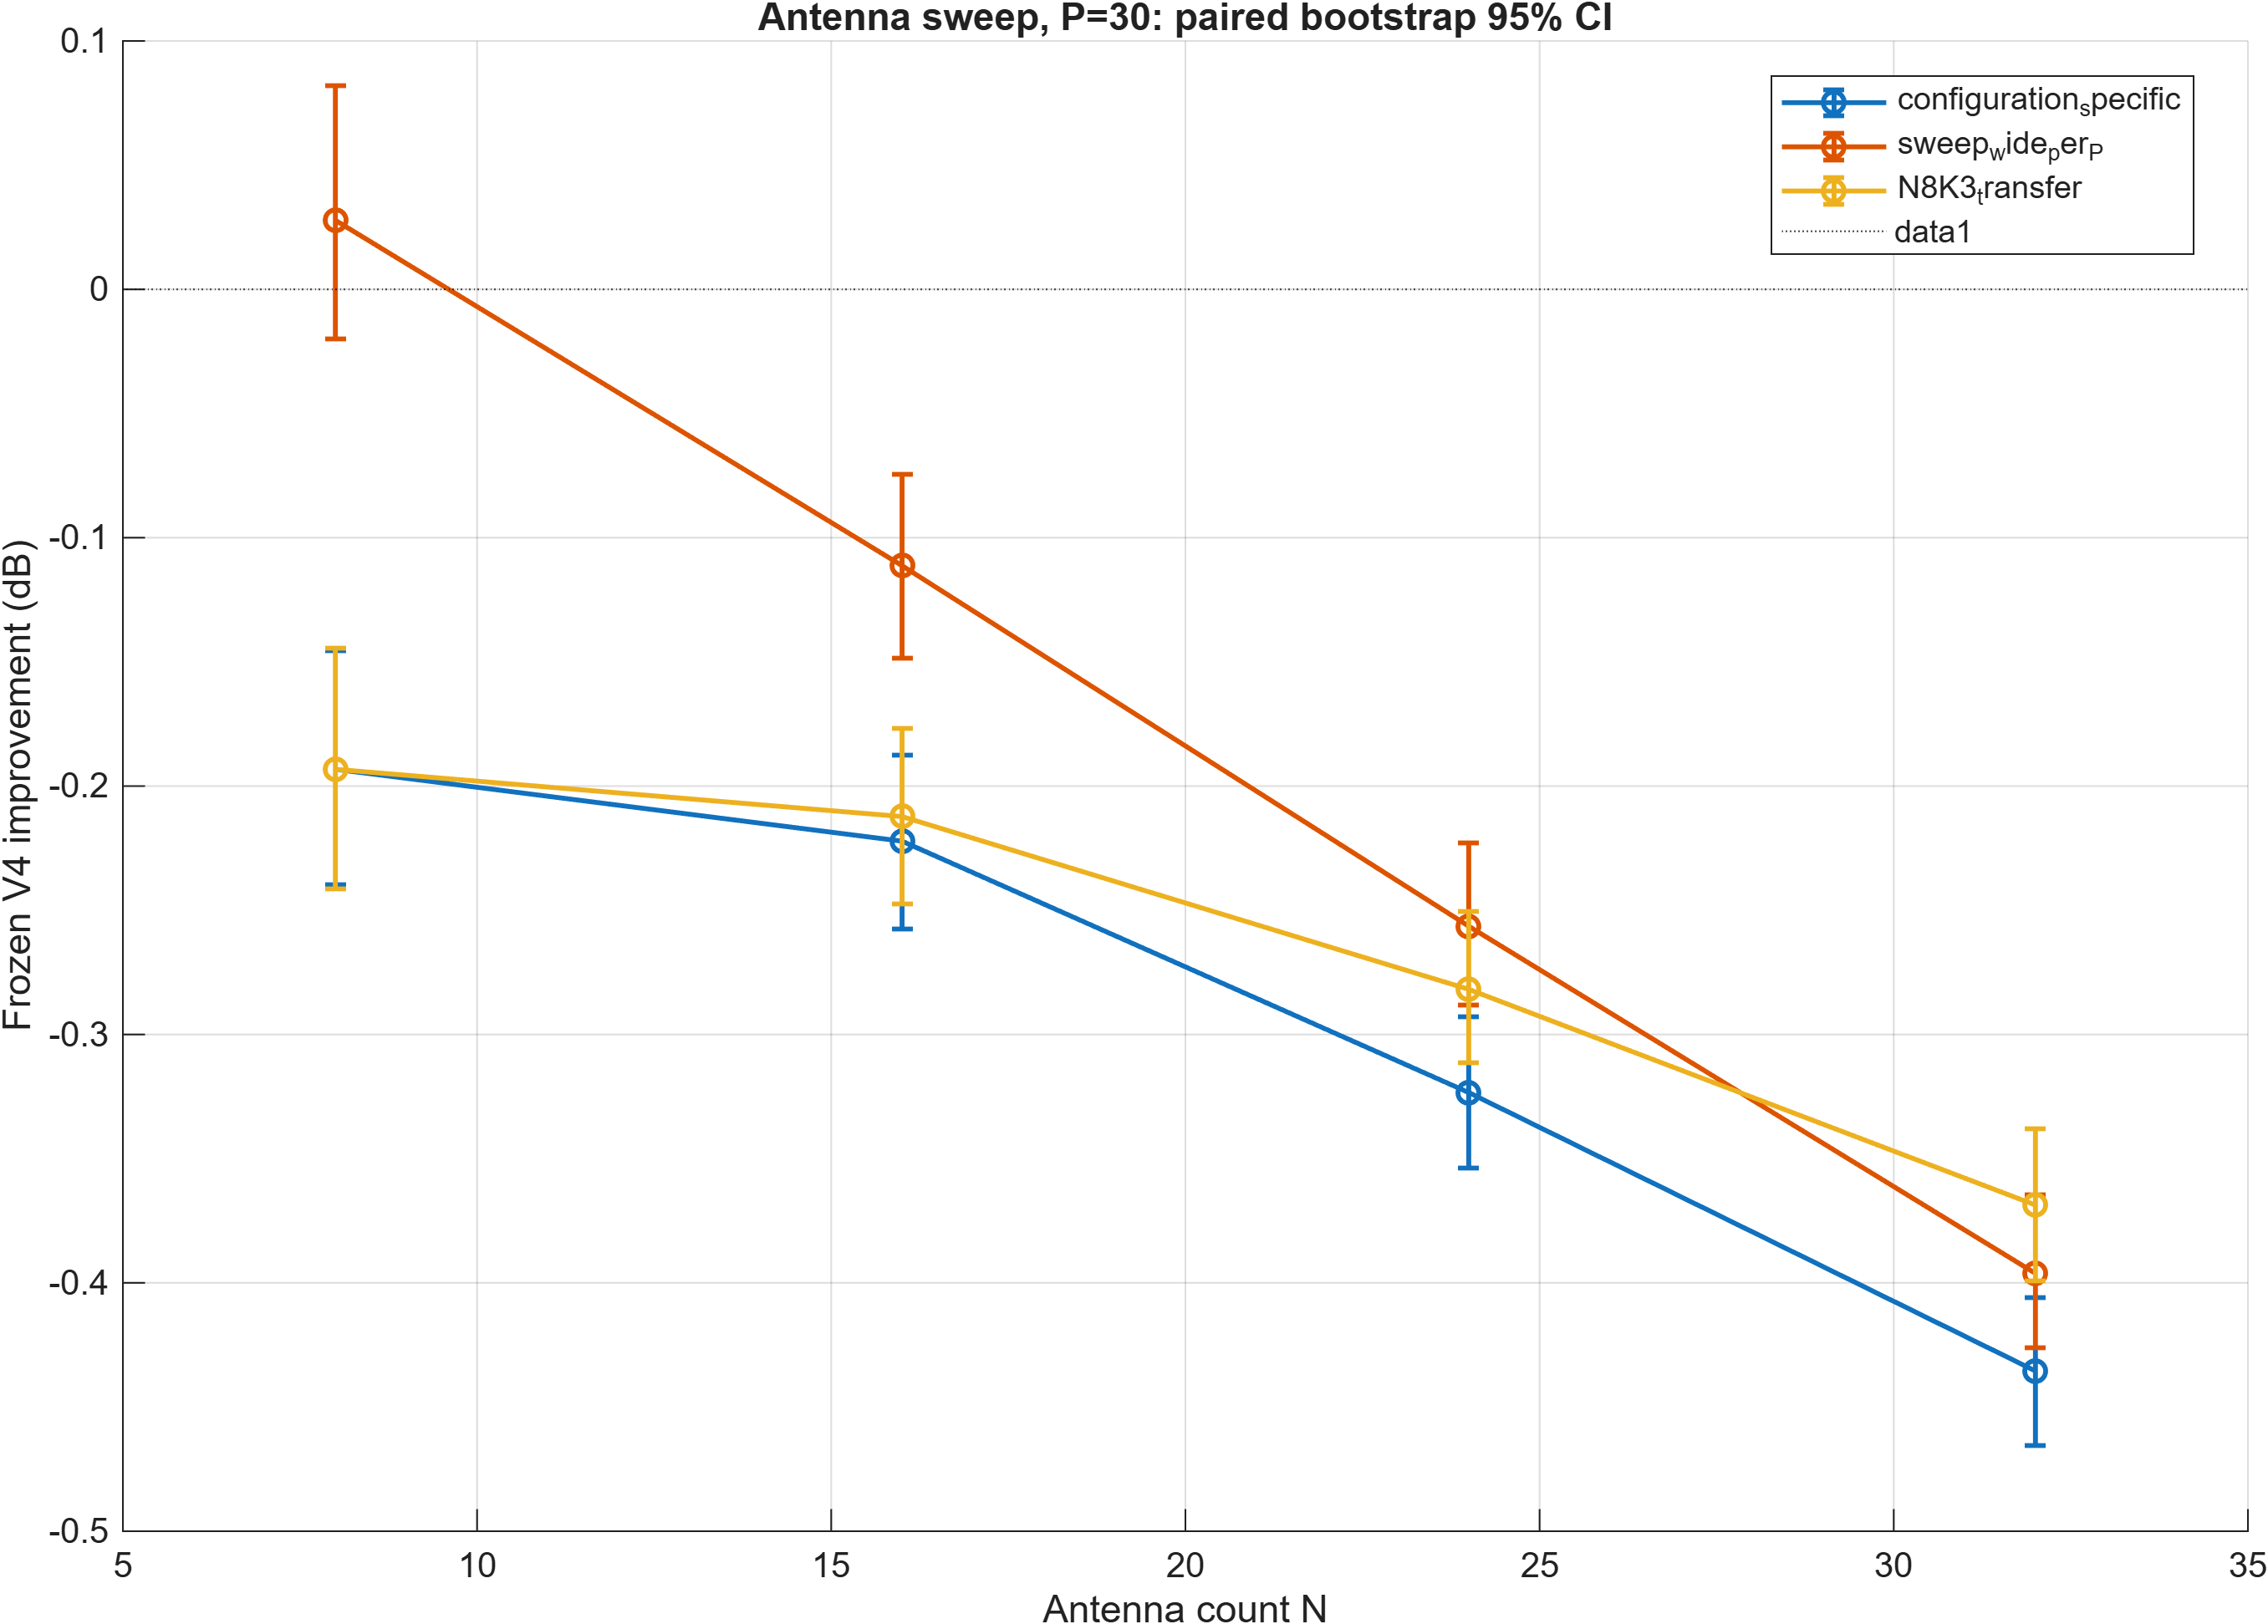 Antenna sweep, P=30: paired bootstrap 95% CI
0.1
0
-0.1
-0.2
-0.3
-0.4
-0.5
Frozen V4 improvement (dB)
configurationspecific
sweepwideperP
N8K3transfer
data1
5 10 15 20 25 30 35
Antenna count N